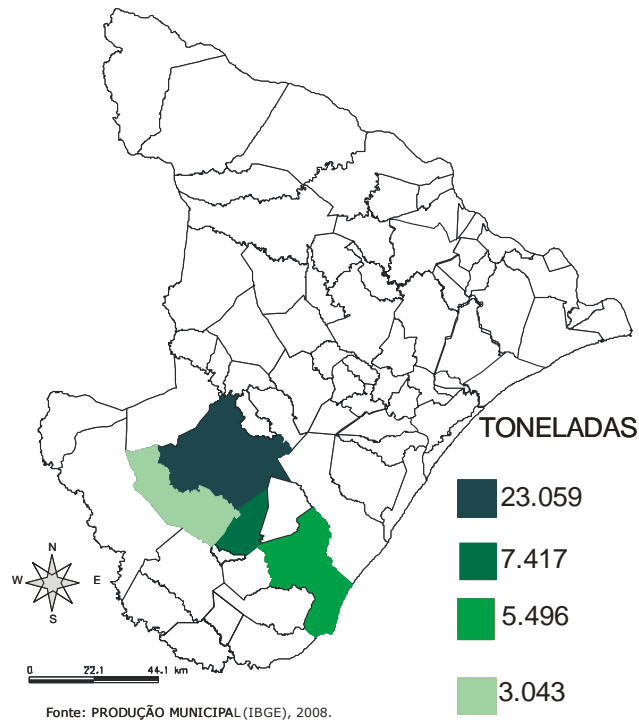 TONELADAS
23.059
7.417
5.496
3.043
N
W E
S
0 22.1 44.1 km
Fonte: PRODUÇÃO MUNICIPAL (IBGE), 2008.